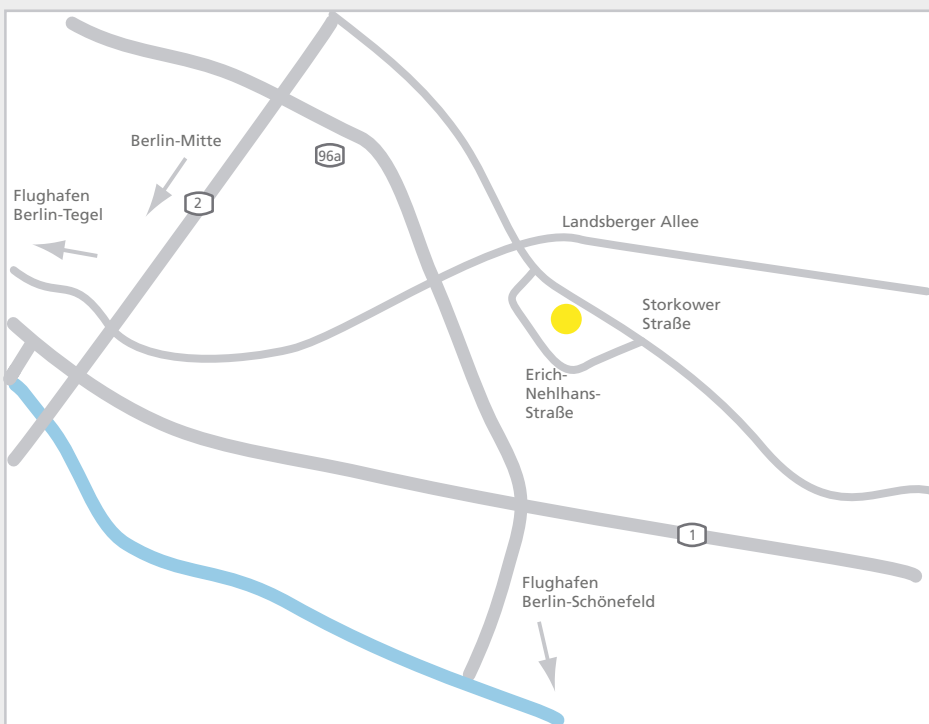 Berlin-Mitte
96a
Flughafen
Berlin-Tegel
2
Landsberger Allee
Storkower
Straße
Erich-
Nehlhans-
Straße
1
Flughafen
Berlin-Schönefeld